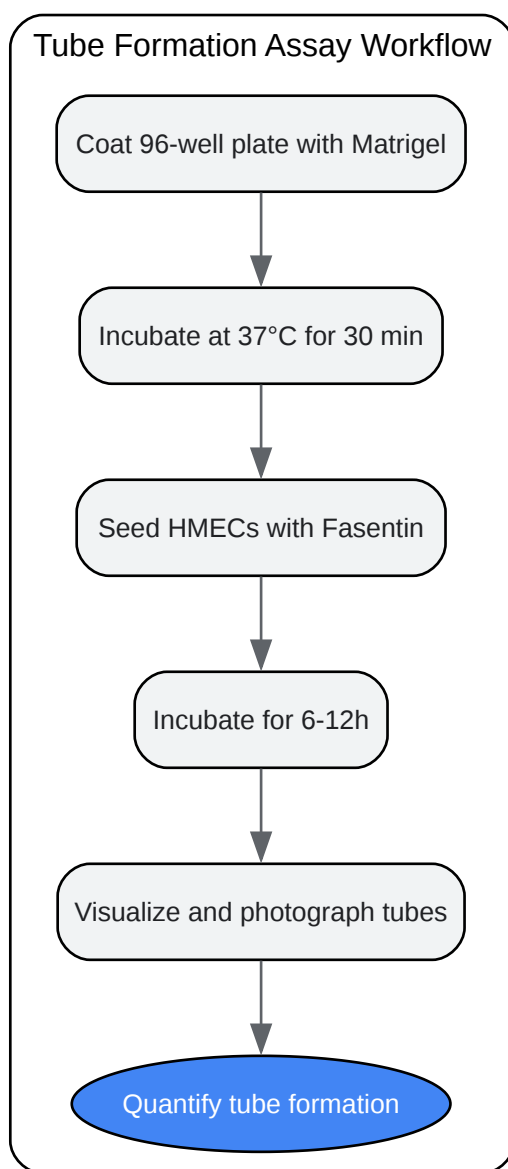 Tube Formation Assay Workflow
Coat 96-well plate with Matrigel
Incubate at 37°C for 30 min
Seed HMECs with Fasentin
Incubate for 6-12h
Visualize and photograph tubes
Quantify tube formation